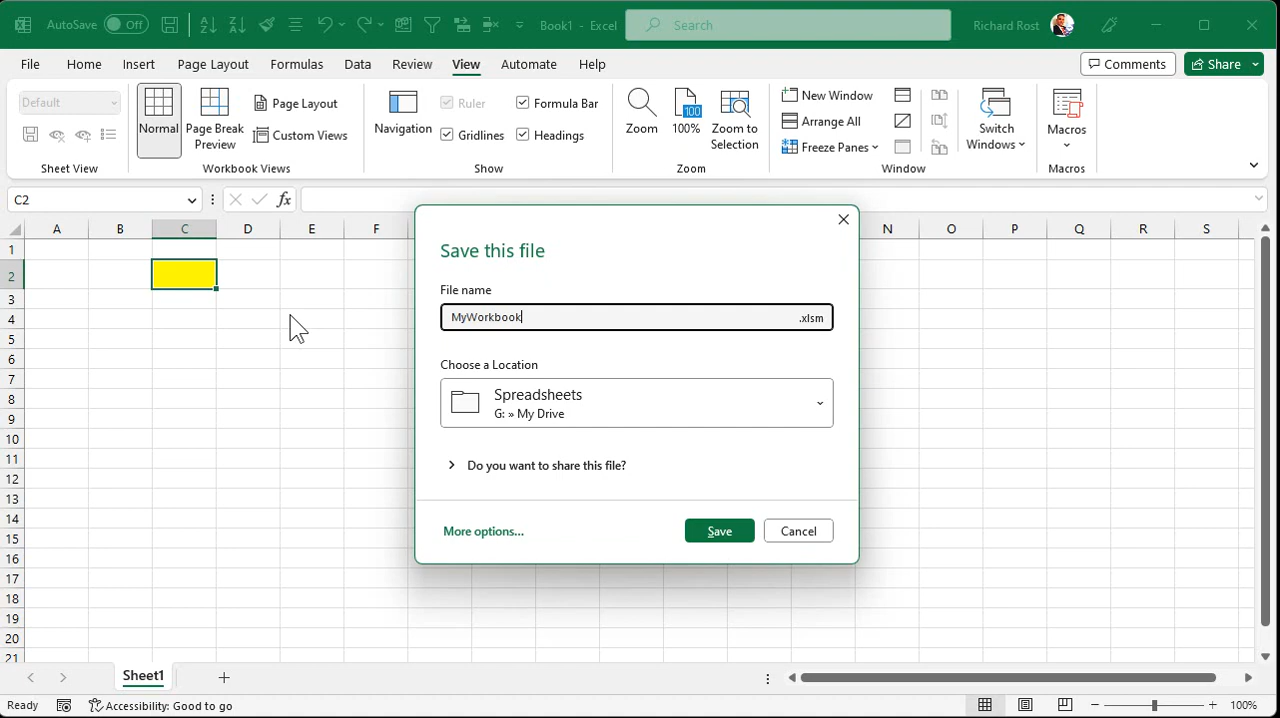 AutoSave Off Book1 - Excel Search Richard Rost
File Home Insert Page Layout Formulas Data Review View Automate Help Comments Share
Default
Normal
Page Break
Preview
Page Layout
Custom Views
Navigation
Ruler
Formula Bar
Gridlines
Headings
Zoom
100
100%
Zoom to
Selection
New Window
Arrange All
Freeze Panes
Switch
Windows
Macros
Sheet View Workbook Views Show Zoom Window Macros
C2 fx
A B C D E F N O P Q R S
1
2
3
4
5
6
7
8
9
10
11
12
13
14
15
16
17
18
19
20
21
Save this file
File name
MyWorkbook .xlsm
Choose a Location
Spreadsheets
G: » My Drive
Do you want to share this file?
More options... Save Cancel
Sheet1
Ready Accessibility: Good to go 100%